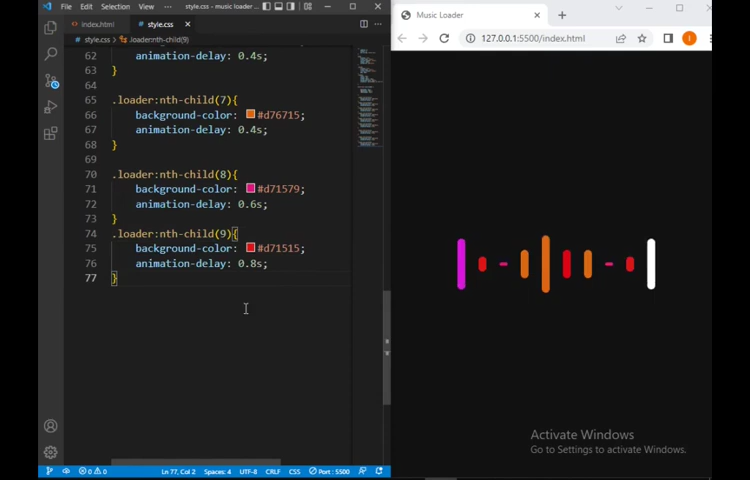 File Edit Selection View ··· style.css - music loader ...
index.html style.css
style.css > .loader:nth-child(9)
62 animation-delay: 0.4s;
63 }
64
65 .loader:nth-child(7){
66 background-color: #d76715;
67 animation-delay: 0.4s;
68 }
69
70 .loader:nth-child(8){
71 background-color: #d71579;
72 animation-delay: 0.6s;
73 }
74 .loader:nth-child(9){
75 background-color: #d71515;
76 animation-delay: 0.8s;
77 }
0 0 Ln 77, Col 2 Spaces: 4 UTF-8 CRLF CSS Port : 5500
Music Loader
127.0.0.1:5500/index.html
i
Activate Windows
Go to Settings to activate Windows.